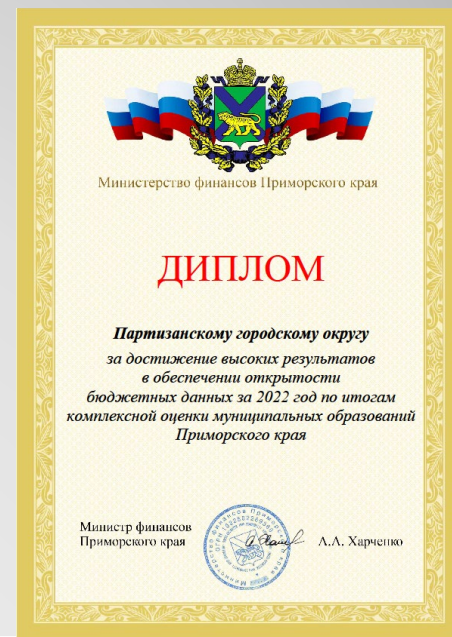 Министерство финансов Приморского края
ДИПЛОМ
Партизанскому городскому округу
за достижение высоких результатов
в обеспечении открытости
бюджетных данных за 2022 год по итогам
комплексной оценки муниципальных образований
Приморского края
Министр финансов
Приморского края
А.А. Харченко